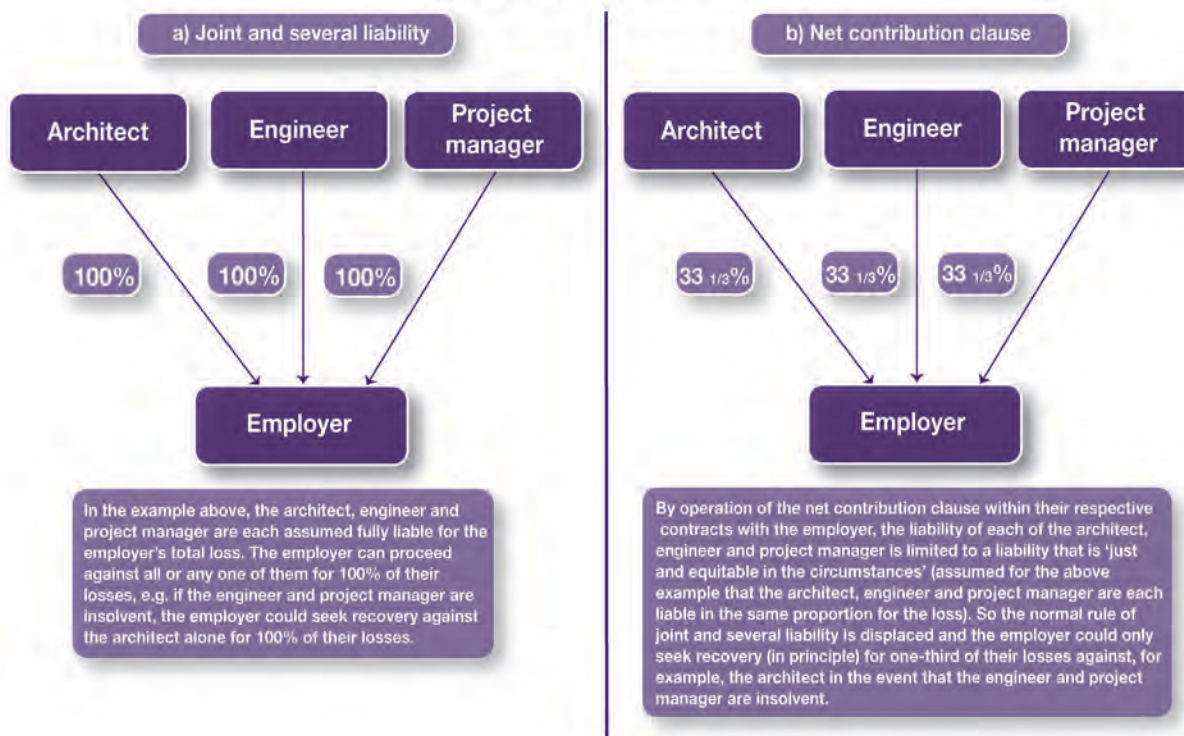 a) Joint and several liability
Architect
Engineer
Project
manager
100%
100%
100%
Employer
In the example above, the architect, engineer and
project manager are each assumed fully liable for the
employer's total loss. The employer can proceed
against all or any one of them for 100% of their
losses, e.g. if the engineer and project manager are
insolvent, the employer could seek recovery against
the architect alone for 100% of their losses.
b) Net contribution clause
Architect
Engineer
Project
manager
33 1/3%
33 1/3%
33 1/3%
Employer
By operation of the net contribution clause within their respective
contracts with the employer, the liability of each of the architect,
engineer and project manager is limited to a liability that is 'just
and equitable in the circumstances' (assumed for the above
example that the architect, engineer and project manager are each
liable in the same proportion for the loss). So the normal rule of
joint and several liability is displaced and the employer could only
seek recovery (in principle) for one-third of their losses against, for
example, the architect in the event that the engineer and project
manager are insolvent.